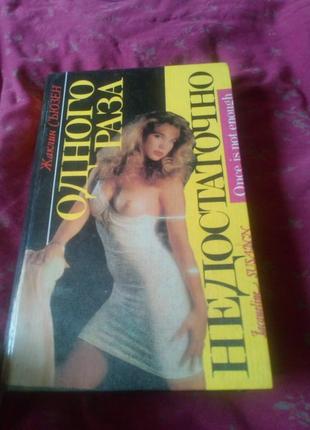 Жаклин СЬЮЗЕН
ОДНОГО
РАЗА
НЕДОСТАТОЧНО
Once is not enough
Jacqueline SUSANN